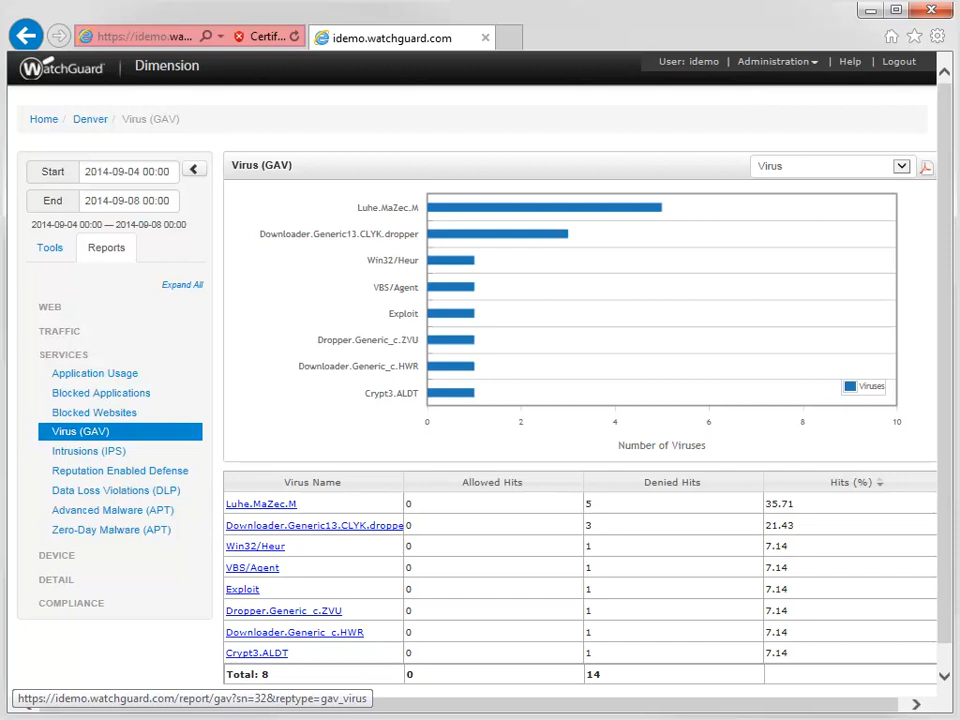 https://idemo.wa...
Certif...
idemo.watchguard.com
WatchGuard
Dimension
User: idemo
Administration
Help
Logout
Home / Denver / Virus (GAV)
Start 2014-09-04 00:00
End 2014-09-08 00:00
2014-09-04 00:00 — 2014-09-08 00:00
Tools
Reports
Expand All
WEB
TRAFFIC
SERVICES
Application Usage
Blocked Applications
Blocked Websites
Virus (GAV)
Intrusions (IPS)
Reputation Enabled Defense
Data Loss Violations (DLP)
Advanced Malware (APT)
Zero-Day Malware (APT)
DEVICE
DETAIL
COMPLIANCE
Virus (GAV)
Virus
Luhe.MaZec.M
Downloader.Generic13.CLYK.dropper
Win32/Heur
VBS/Agent
Exploit
Dropper.Generic_c.ZVU
Downloader.Generic_c.HWR
Crypt3.ALDT
Viruses
0 2 4 6 8 10
Number of Viruses
Virus Name Allowed Hits Denied Hits Hits (%)
Luhe.MaZec.M 0 5 35.71
Downloader.Generic13.CLYK.droppe 0 3 21.43
Win32/Heur 0 1 7.14
VBS/Agent 0 1 7.14
Exploit 0 1 7.14
Dropper.Generic_c.ZVU 0 1 7.14
Downloader.Generic_c.HWR 0 1 7.14
Crypt3.ALDT 0 1 7.14
Total: 8 0 14
https://idemo.watchguard.com/report/gav?sn=32&reptype=gav_virus